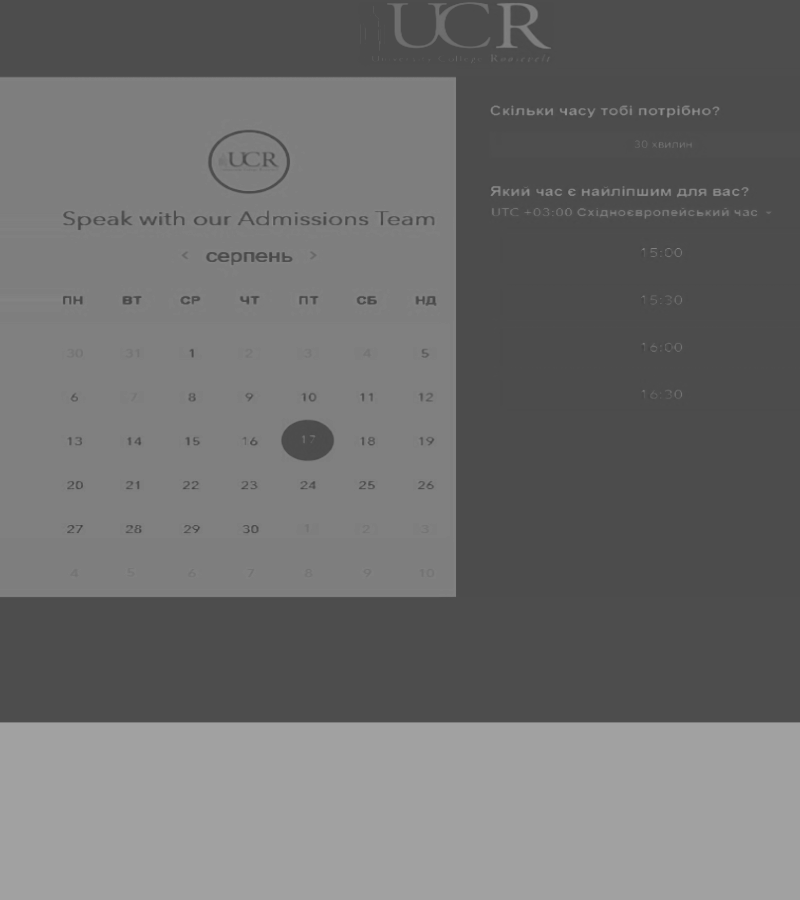 UCR
University College Roosevelt
UCR
Speak with our Admissions Team
< серпень >
ПН ВТ СР ЧТ ПТ СБ НД
30 31 1 2 3 4 5
6 7 8 9 10 11 12
13 14 15 16 17 18 19
20 21 22 23 24 25 26
27 28 29 30 1 2 3
4 5 6 7 8 9 10
Скільки часу тобі потрібно?
30 хвилин
Який час є найліпшим для вас?
UTC +03:00 Східноєвропейський час
15:00
15:30
16:00
16:30